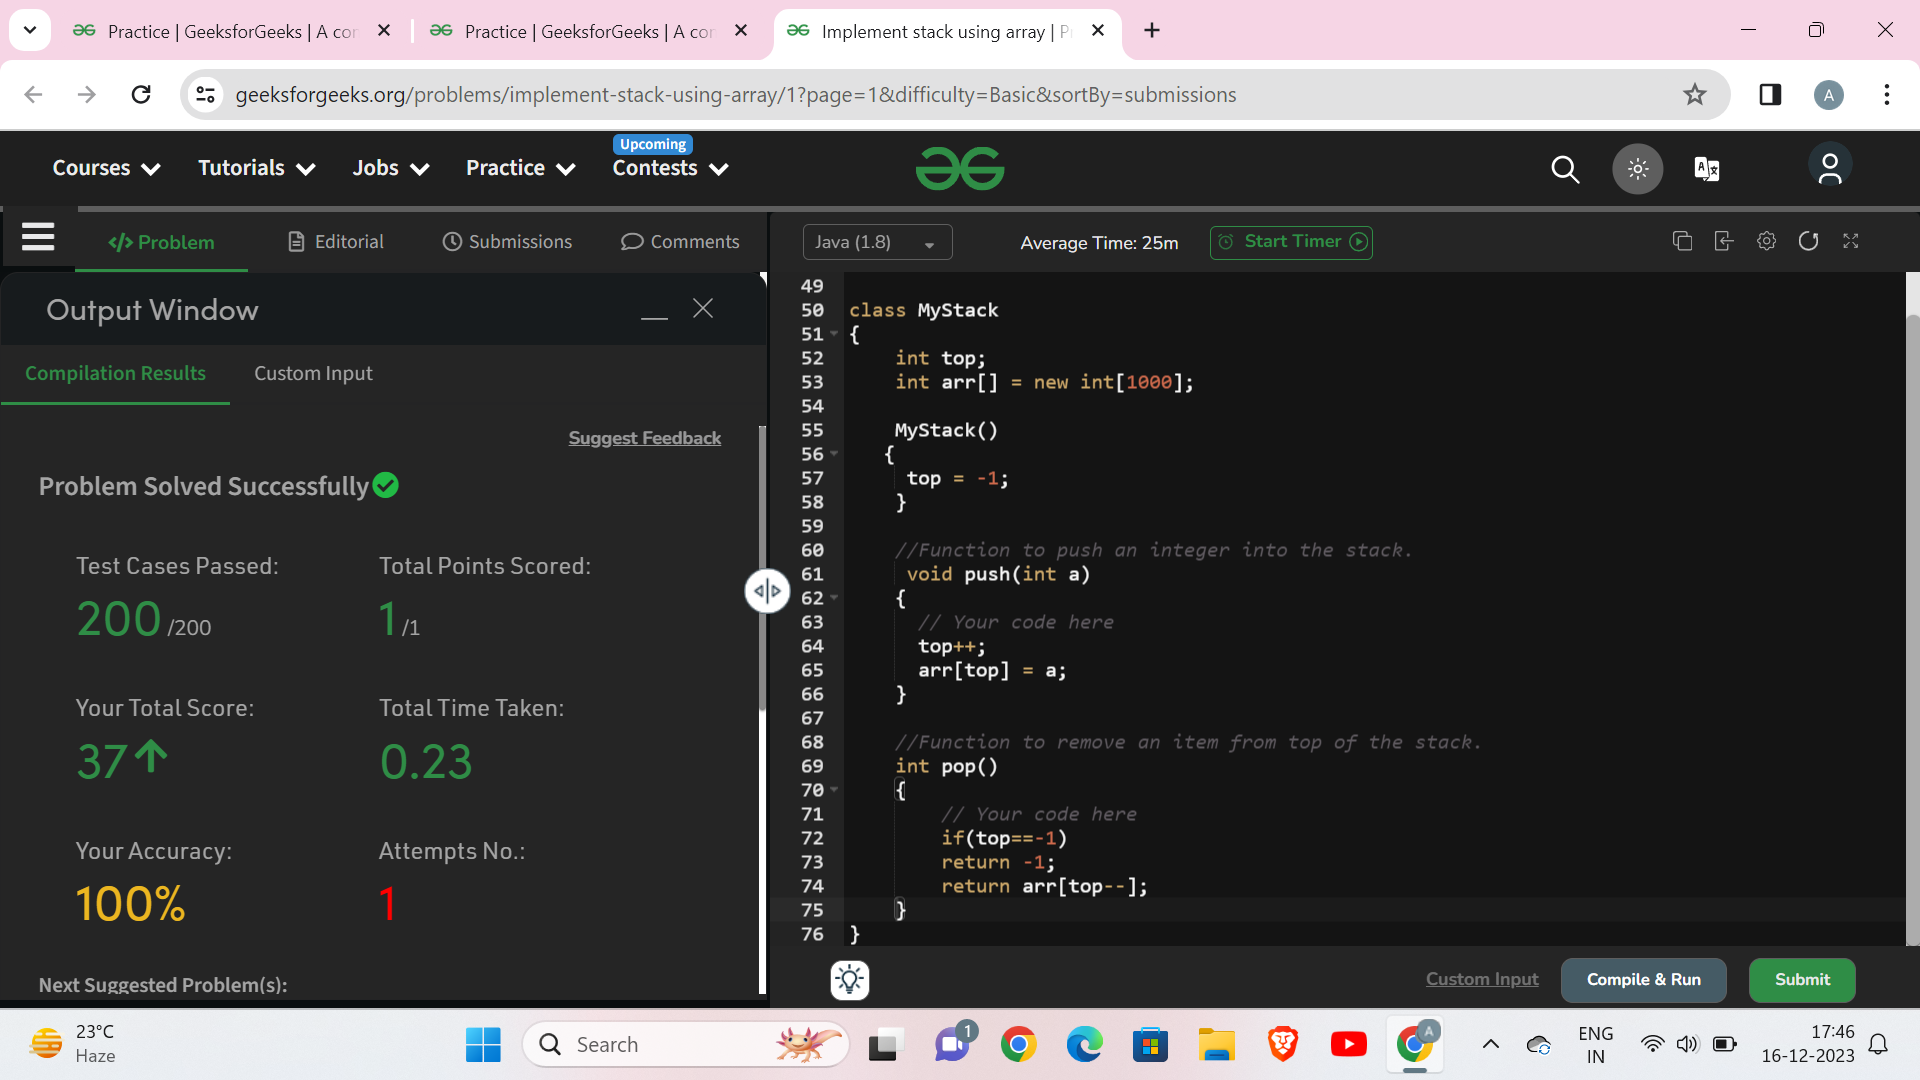 Practice | GeeksforGeeks | A cor
Practice | GeeksforGeeks | A cor
Implement stack using array | P
geeksforgeeks.org/problems/implement-stack-using-array/1?page=1&difficulty=Basic&sortBy=submissions
A
Courses
Tutorials
Jobs
Practice
Upcoming
Contests
</> Problem
Editorial
Submissions
Comments
Java (1.8)
Average Time: 25m
Start Timer
Output Window
Compilation Results
Custom Input
Suggest Feedback
Problem Solved Successfully
Test Cases Passed:
200 /200
Total Points Scored:
1 /1
Your Total Score:
37↑
Total Time Taken:
0.23
Your Accuracy:
100%
Attempts No.:
1
Next Suggested Problem(s):
49
50 class MyStack
51 {
52 int top;
53 int arr[] = new int[1000];
54
55 MyStack()
56 {
57 top = -1;
58 }
59
60 //Function to push an integer into the stack.
61 void push(int a)
62 {
63 // Your code here
64 top++;
65 arr[top] = a;
66 }
67
68 //Function to remove an item from top of the stack.
69 int pop()
70 {
71 // Your code here
72 if(top==-1)
73 return -1;
74 return arr[top--];
75 }
76 }
Custom Input
Compile & Run
Submit
23°C
Haze
Search
1
A
ENG
IN
17:46
16-12-2023